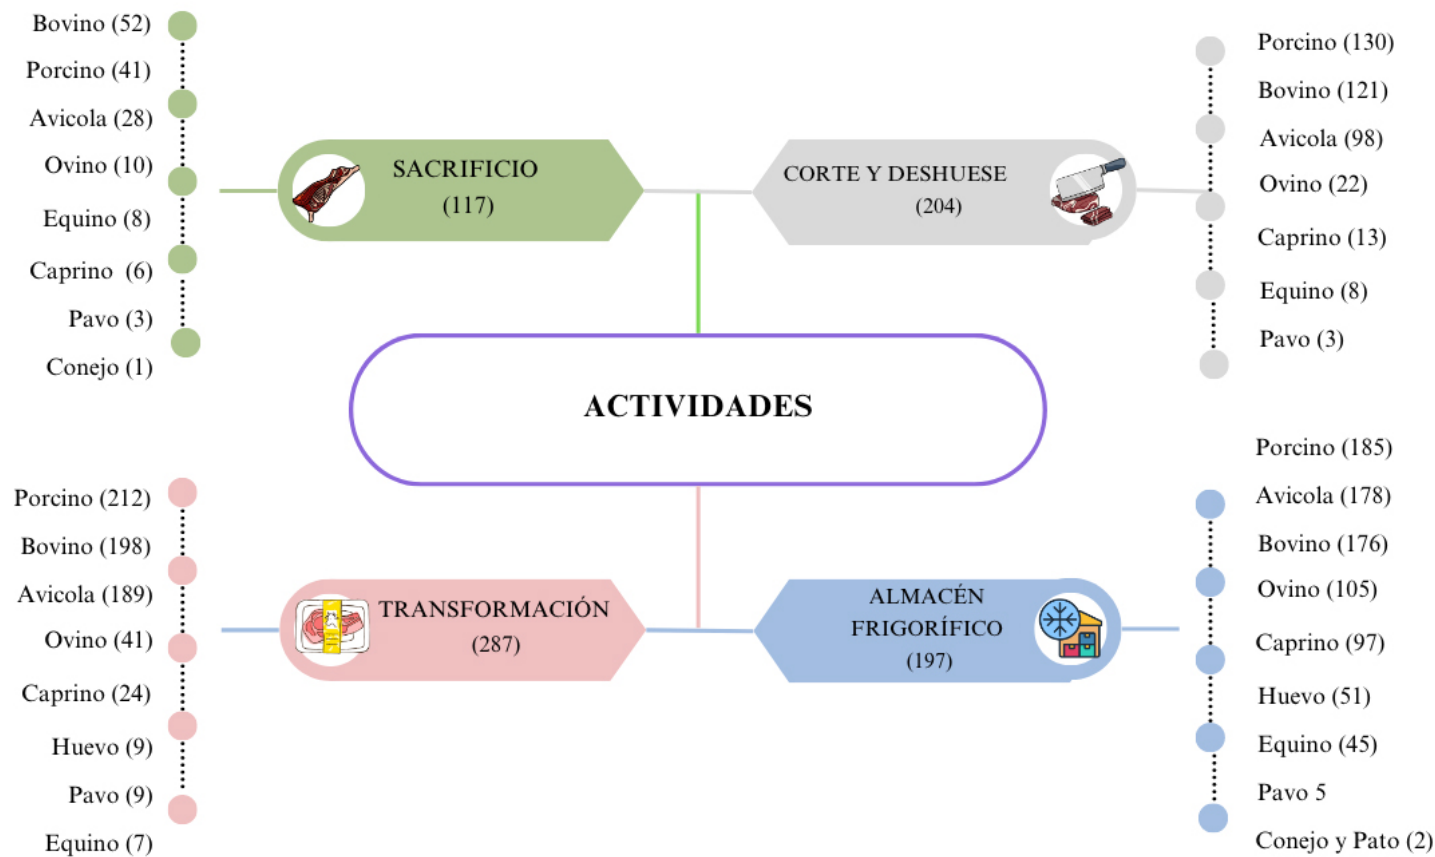 Bovino (52)
Porcino (41)
Avicola (28)
Ovino (10)
Equino (8)
Caprino (6)
Pavo (3)
Conejo (1)
SACRIFICIO
(117)
CORTE Y DESHUESE
(204)
Porcino (130)
Bovino (121)
Avicola (98)
Ovino (22)
Caprino (13)
Equino (8)
Pavo (3)
ACTIVIDADES
Porcino (212)
Bovino (198)
Avicola (189)
Ovino (41)
Caprino (24)
Huevo (9)
Pavo (9)
Equino (7)
TRANSFORMACIÓN
(287)
ALMACÉN
FRIGORÍFICO
(197)
Porcino (185)
Avicola (178)
Bovino (176)
Ovino (105)
Caprino (97)
Huevo (51)
Equino (45)
Pavo 5
Conejo y Pato (2)